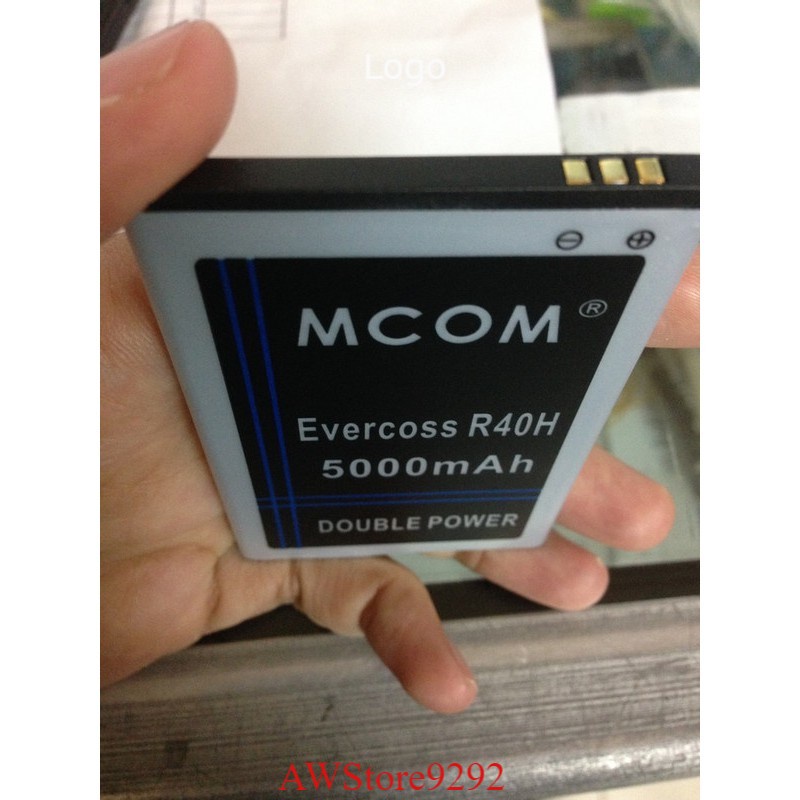 Logo
MCOM®
Evercoss R40H
5000mAh
DOUBLE POWER
AWStore9292